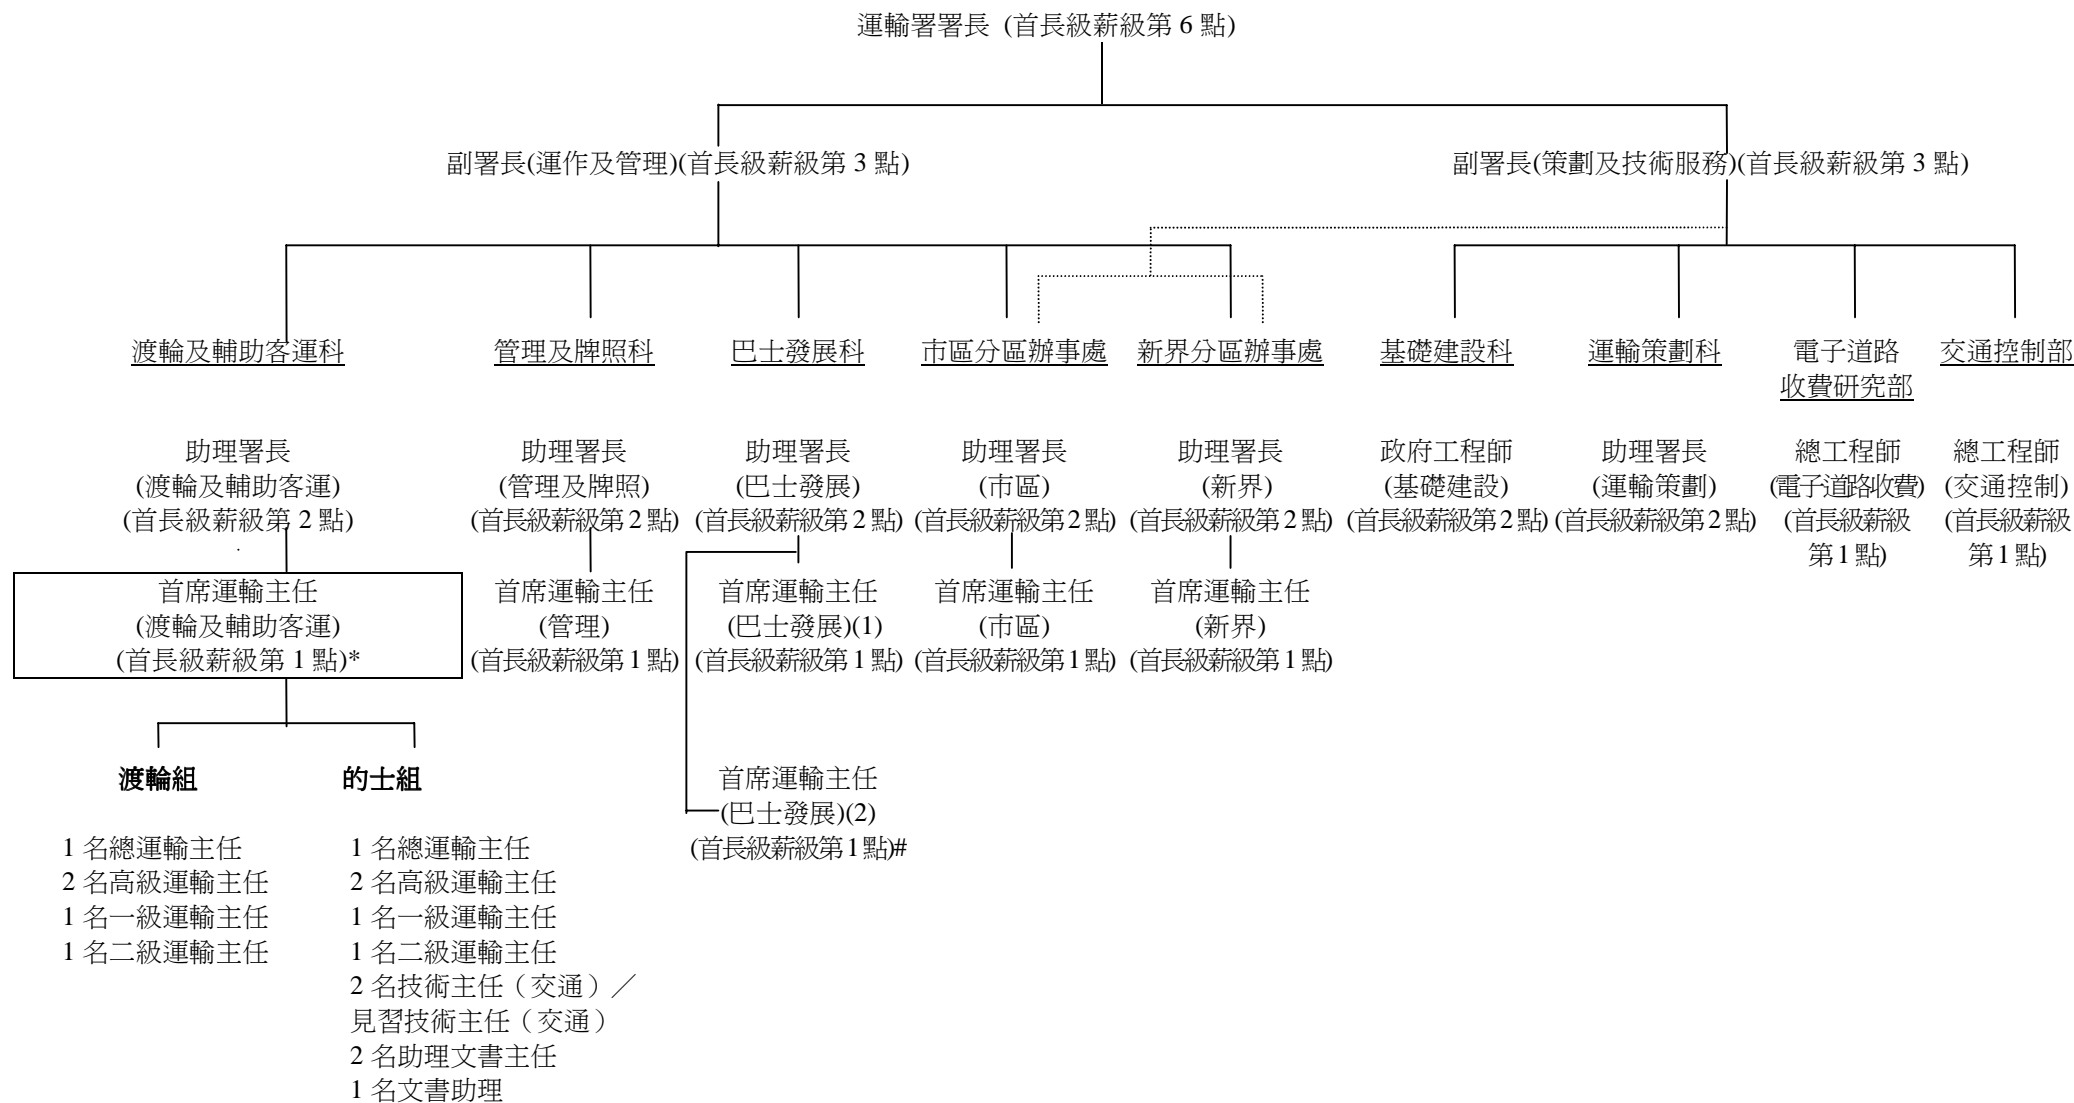 運輸署署長 (首長級薪級第 6 點)
副署長(運作及管理)(首長級薪級第 3 點)
副署長(策劃及技術服務)(首長級薪級第 3 點)
渡輪及輔助客運科
管理及牌照科
巴士發展科
市區分區辦事處
新界分區辦事處
基礎建設科
運輸策劃科
電子道路
收費研究部
交通控制部
助理署長
(渡輪及輔助客運)
(首長級薪級第 2 點)
助理署長
(管理及牌照)
(首長級薪級第 2 點)
助理署長
(巴士發展)
(首長級薪級第 2 點)
助理署長
(市區)
(首長級薪級第 2 點)
助理署長
(新界)
(首長級薪級第 2 點)
政府工程師
(基礎建設)
(首長級薪級第 2 點)
助理署長
(運輸策劃)
(首長級薪級第 2 點)
總工程師
(電子道路收費)
(首長級薪級
第 1 點)
總工程師
(交通控制)
(首長級薪級
第 1 點)
首席運輸主任
(渡輪及輔助客運)
(首長級薪級第 1 點)*
首席運輸主任
(管理)
(首長級薪級第 1 點)
首席運輸主任
(巴士發展)(1)
(首長級薪級第 1 點)
首席運輸主任
(市區)
(首長級薪級第 1 點)
首席運輸主任
(新界)
(首長級薪級第 1 點)
渡輪組
1 名總運輸主任
2 名高級運輸主任
1 名一級運輸主任
1 名二級運輸主任
的士組
1 名總運輸主任
2 名高級運輸主任
1 名一級運輸主任
1 名二級運輸主任
2 名技術主任（交通）／
見習技術主任（交通）
2 名助理文書主任
1 名文書助理
首席運輸主任
(巴士發展)(2)
(首長級薪級第 1 點)#